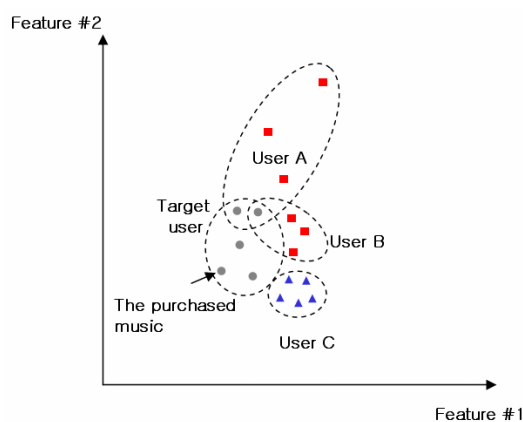 Feature #2
User A
Target
user
User B
The purchased
music
User C
Feature #1